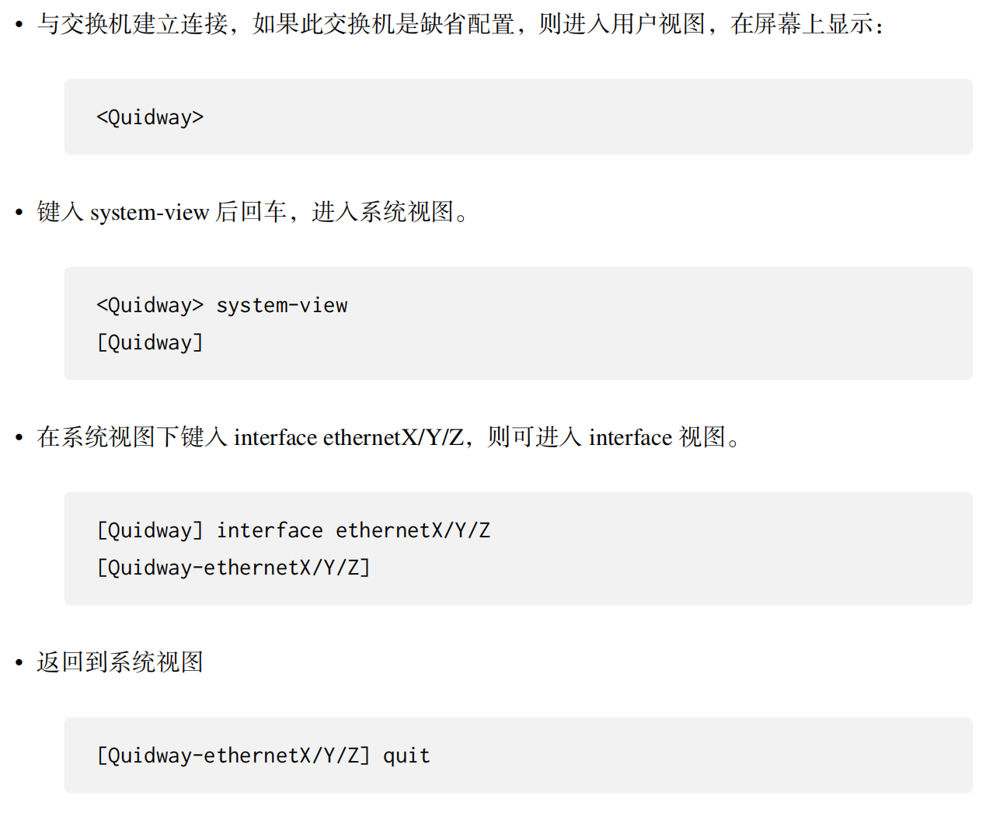 • 与交换机建立连接，如果此交换机是缺省配置，则进入用户视图，在屏幕上显示：
<Quidway>
• 键入 system-view 后回车，进入系统视图。
<Quidway> system-view
[Quidway]
• 在系统视图下键入 interface ethernetX/Y/Z，则可进入 interface 视图。
[Quidway] interface ethernetX/Y/Z
[Quidway-ethernetX/Y/Z]
• 返回到系统视图
[Quidway-ethernetX/Y/Z] quit